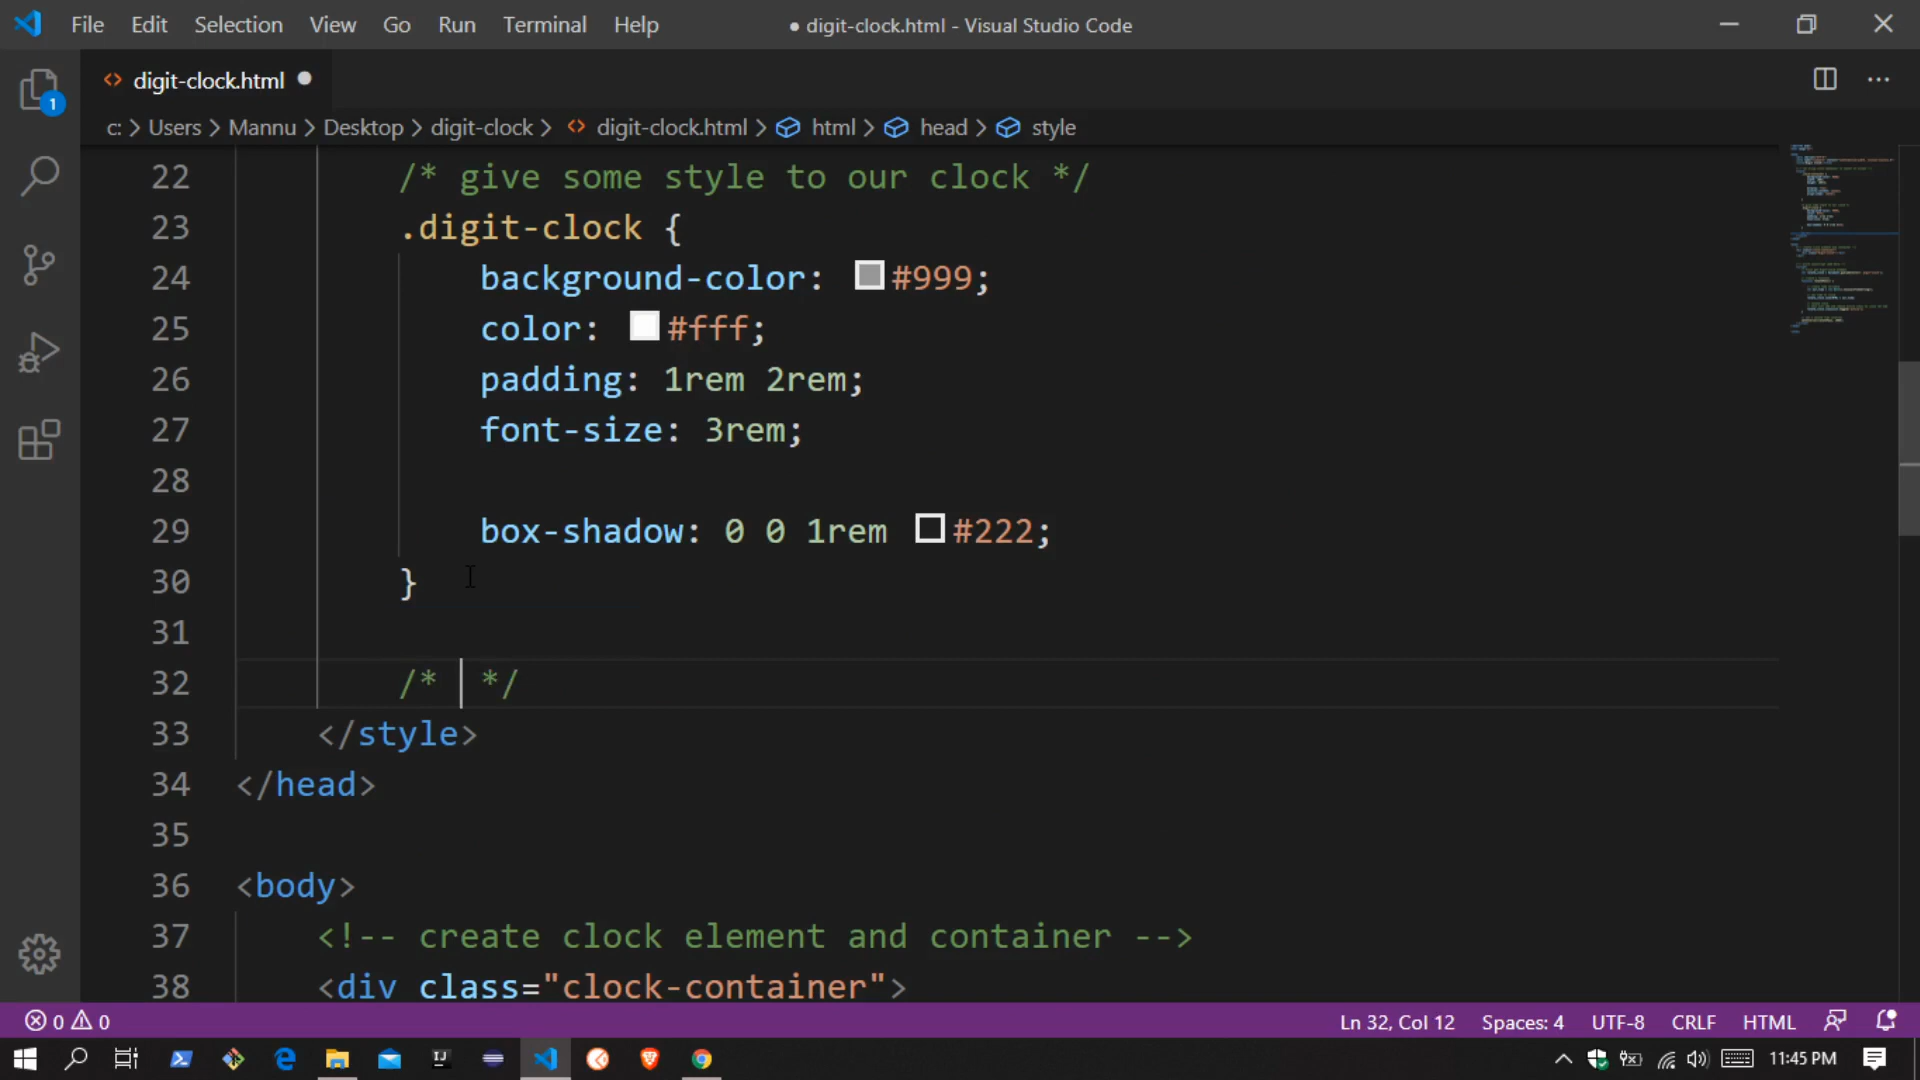 File Edit Selection View Go Run Terminal Help
● digit-clock.html - Visual Studio Code
digit-clock.html ●
1
c: > Users > Mannu > Desktop > digit-clock > digit-clock.html > html > head > style
22 /* give some style to our clock */
23 .digit-clock {
24 background-color: #999;
25 color: #fff;
26 padding: 1rem 2rem;
27 font-size: 3rem;
28
29 box-shadow: 0 0 1rem #222;
30 }
31
32 /* */
33 </style>
34 </head>
35
36 <body>
37 <!-- create clock element and container -->
38 <div class="clock-container">
0 0 Ln 32, Col 12 Spaces: 4 UTF-8 CRLF HTML
IJ 11:45 PM